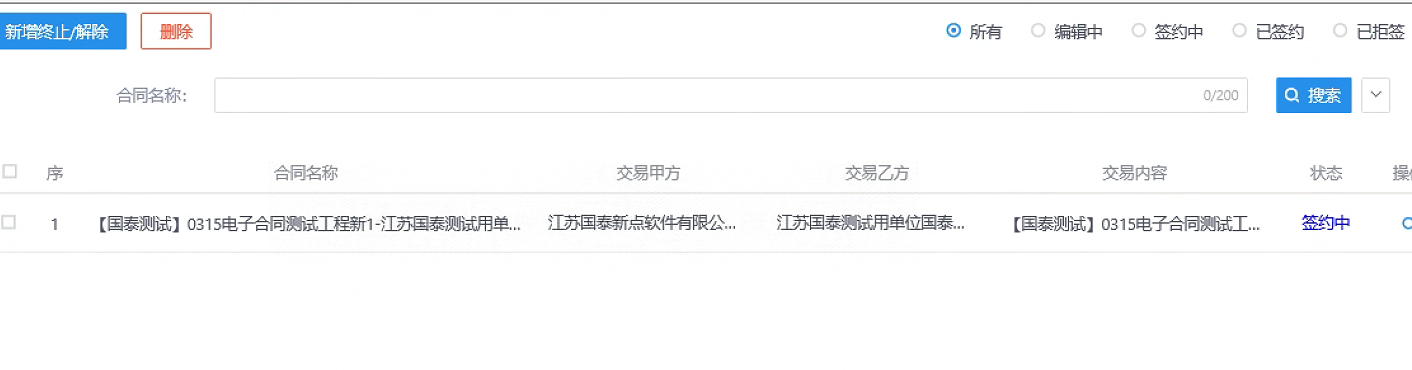 新增终止/解除 删除 所有 编辑中 签约中 已签约 已拒签
合同名称: 0/200 搜索
序 合同名称 交易甲方 交易乙方 交易内容 状态
1 【国泰测试】0315电子合同测试工程新1-江苏国泰测试用单... 江苏国泰新点软件有限公... 江苏国泰测试用单位国泰... 【国泰测试】0315电子合同测试工... 签约中